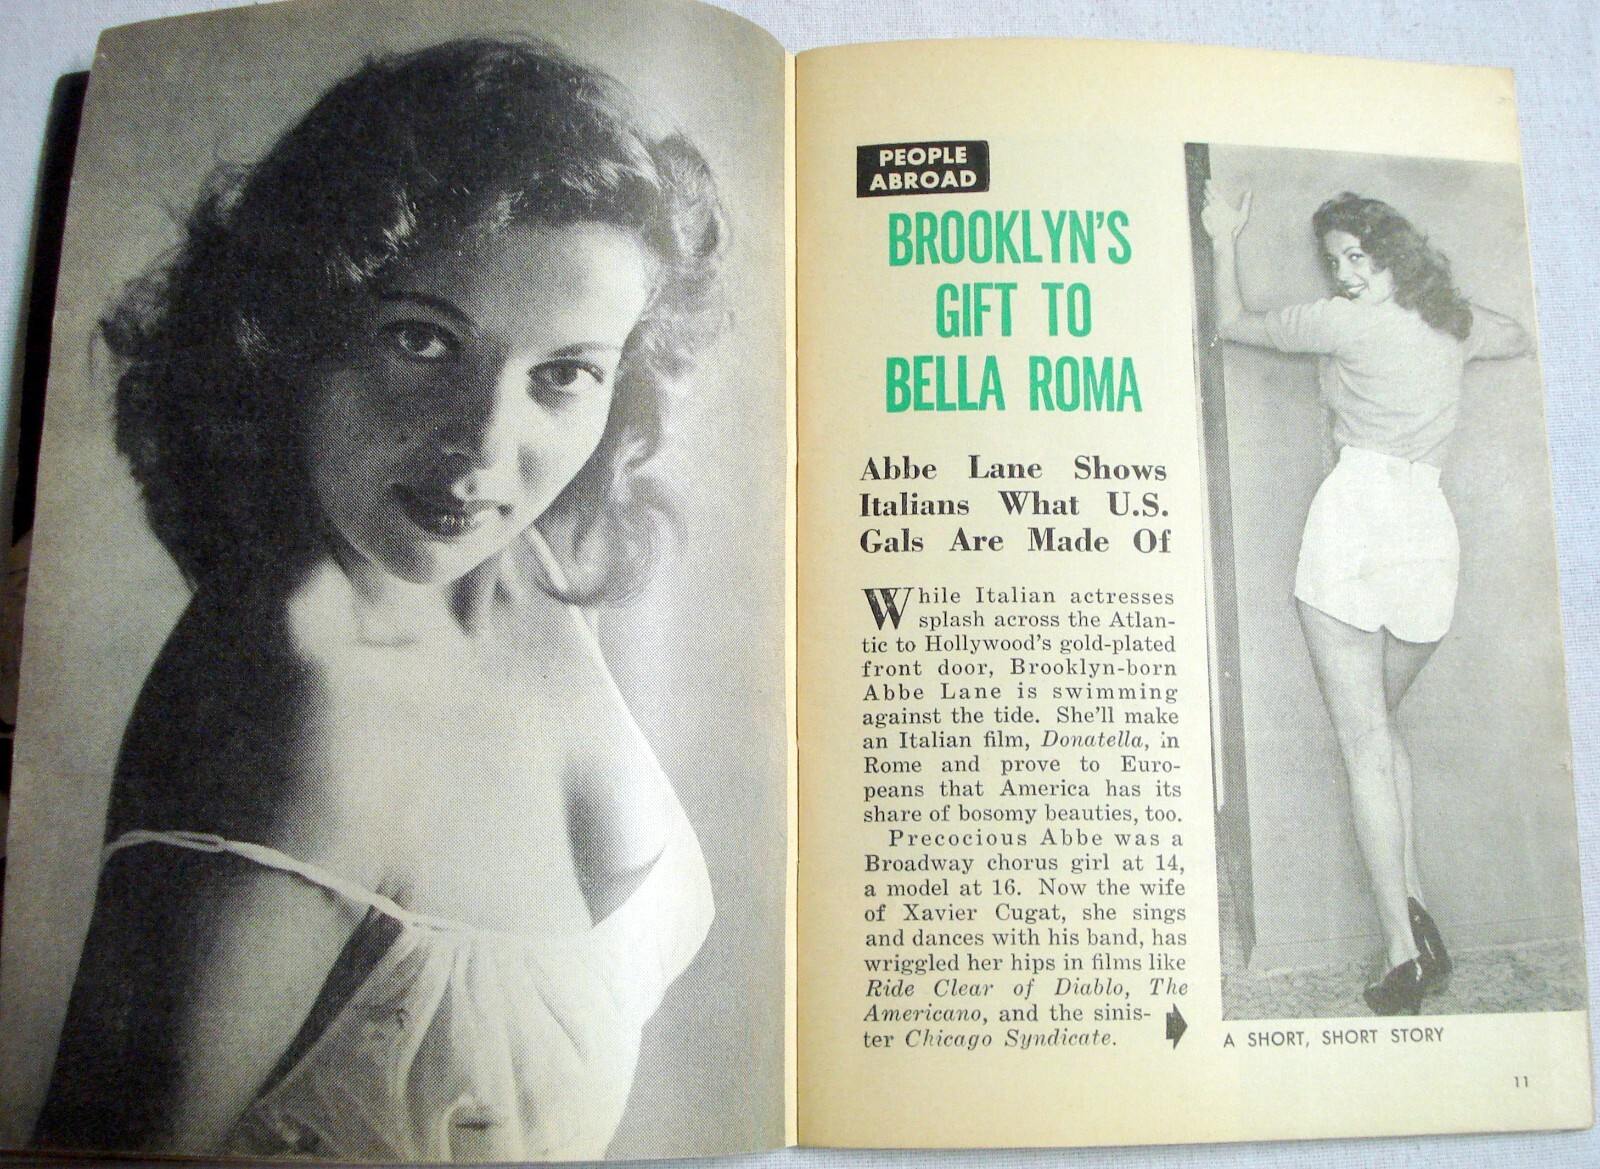 PEOPLE
ABROAD
BROOKLYN'S
GIFT TO
BELLA ROMA
Abbe Lane Shows
Italians What U.S.
Gals Are Made Of
While Italian actresses
splash across the Atlan-
tic to Hollywood's gold-plated
front door, Brooklyn-born
Abbe Lane is swimming
against the tide. She'll make
an Italian film, Donatella, in
Rome and prove to Euro-
peans that America has its
share of bosomy beauties, too.
Precocious Abbe was a
Broadway chorus girl at 14,
a model at 16. Now the wife
of Xavier Cugat, she sings
and dances with his band, has
wriggled her hips in films like
Ride Clear of Diablo, The
Americano, and the sinis-
ter Chicago Syndicate.
A SHORT, SHORT STORY
11